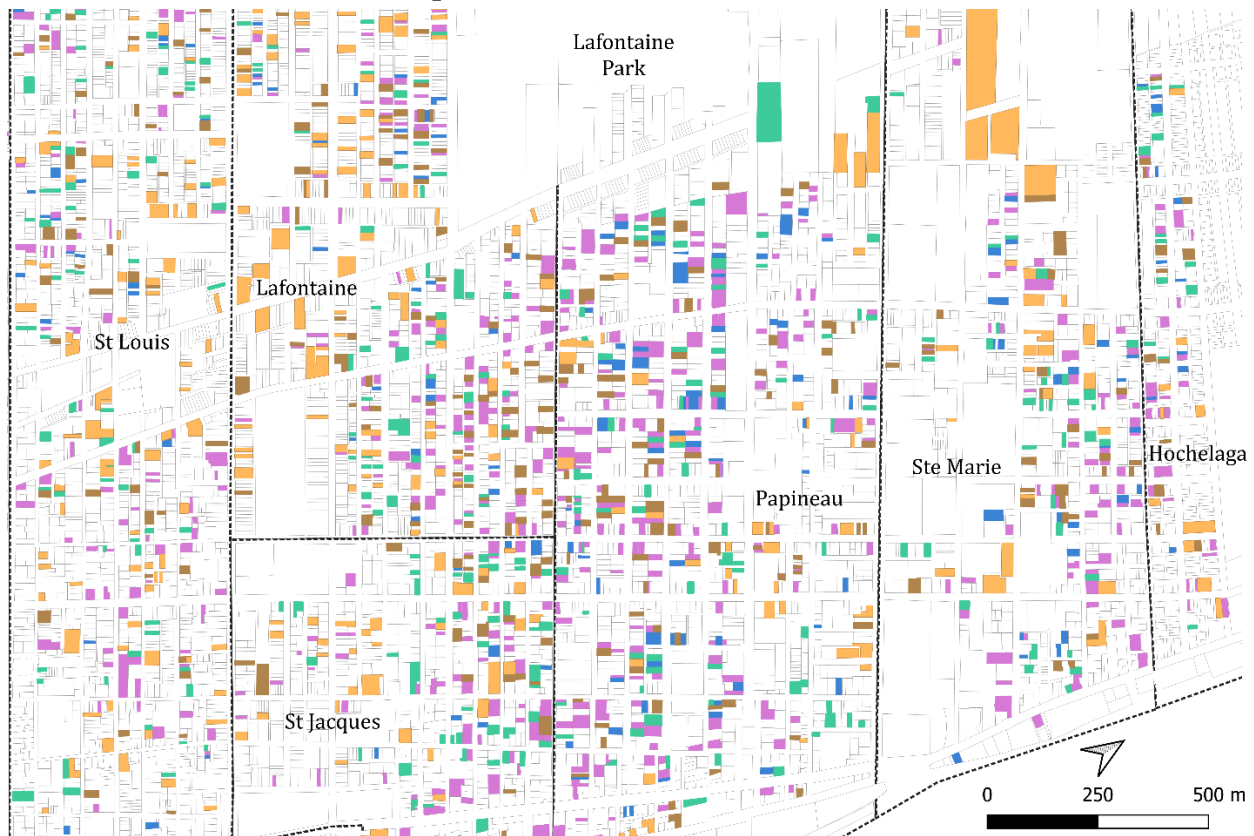 Lafontaine
Park
Lafontaine
St Louis
Hochelaga
Ste Marie
Papineau
St Jacques
0 250 500 m